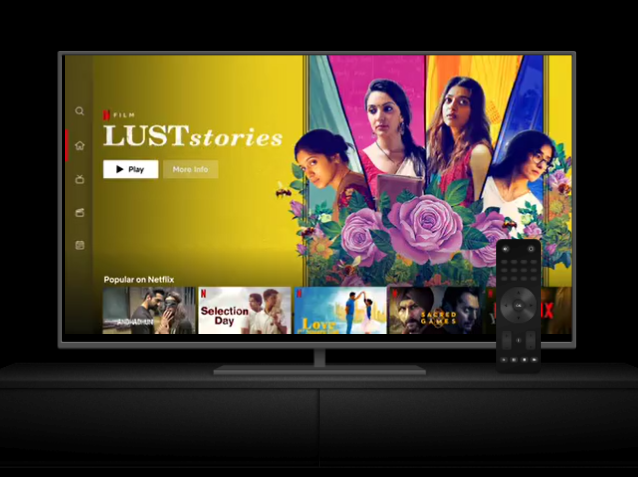 FILM
LUST stories
Play
More Info
Popular on Netflix
ANDHADHUN
Selection
Day
Love
SACRED
GAMES